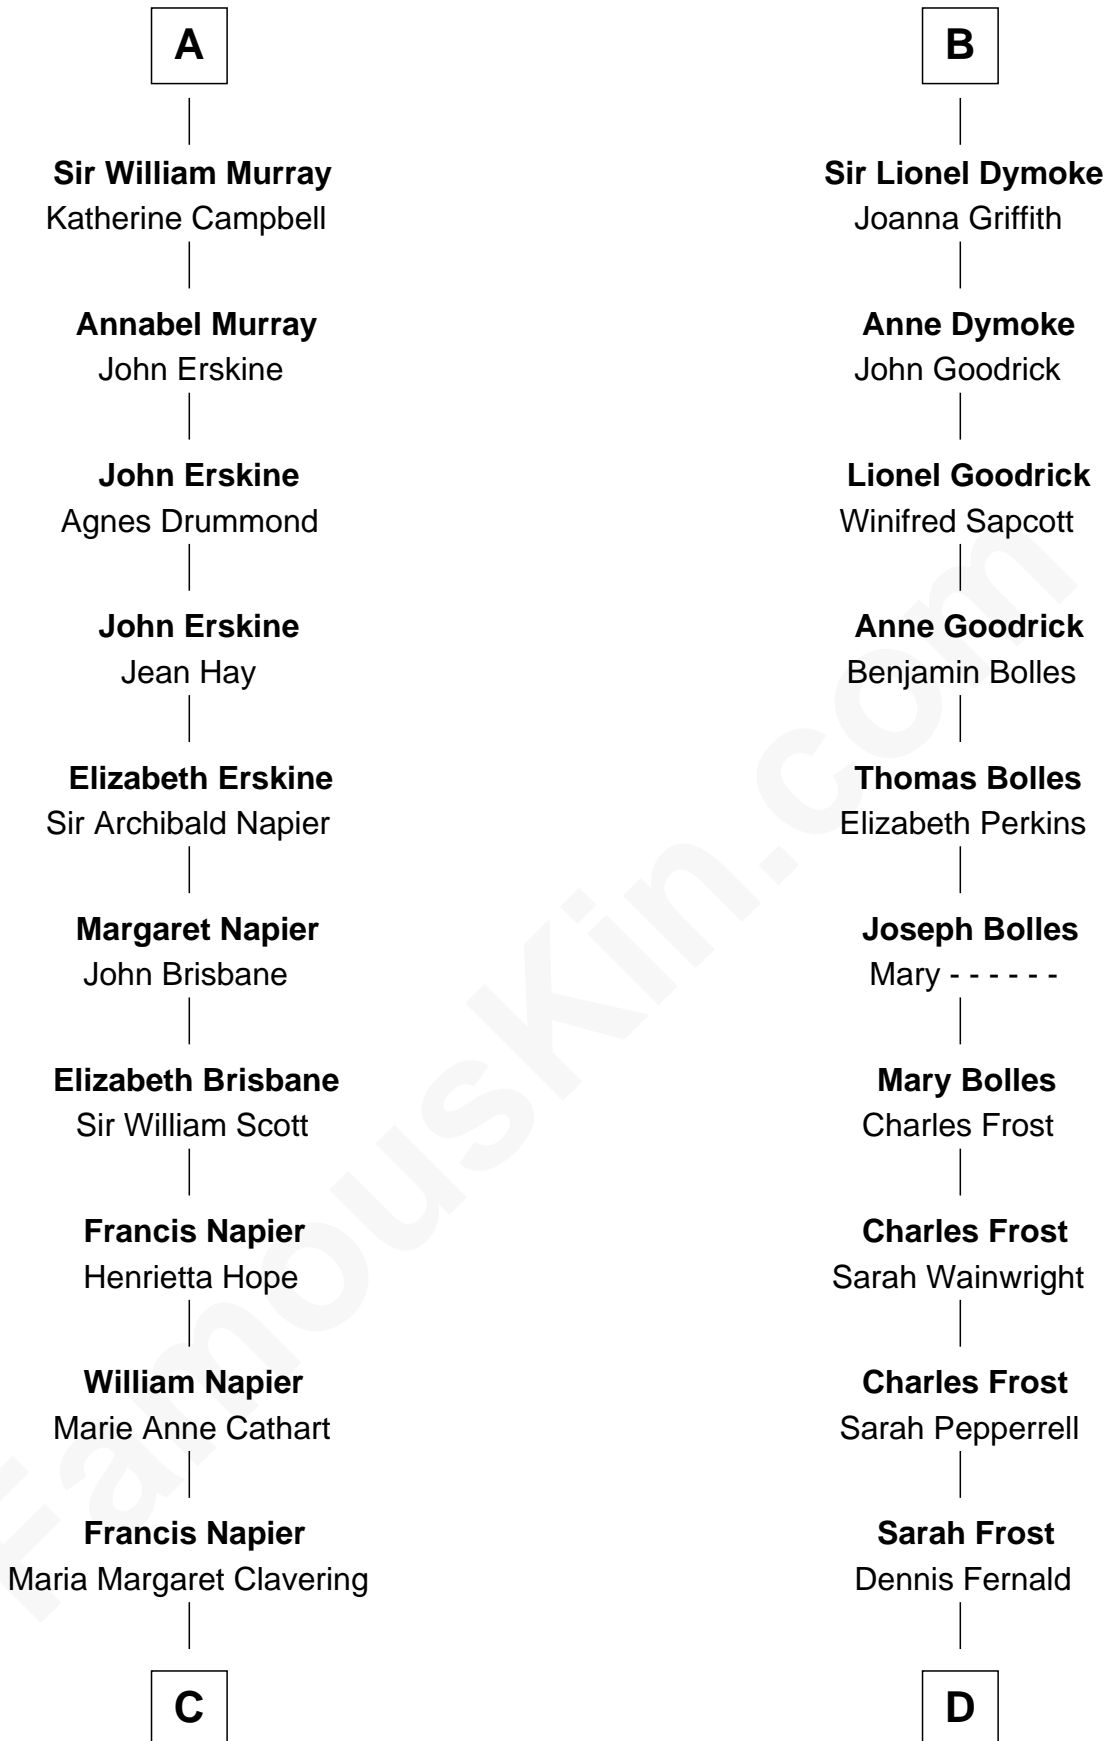 A
Sir William Murray
Katherine Campbell
Annabel Murray
John Erskine
John Erskine
Agnes Drummond
John Erskine
Jean Hay
Elizabeth Erskine
Sir Archibald Napier
Margaret Napier
John Brisbane
Elizabeth Brisbane
Sir William Scott
Francis Napier
Henrietta Hope
William Napier
Marie Anne Cathart
Francis Napier
Maria Margaret Clavering
C
B
Sir Lionel Dymoke
Joanna Griffith
Anne Dymoke
John Goodrick
Lionel Goodrick
Winifred Sapcott
Anne Goodrick
Benjamin Bolles
Thomas Bolles
Elizabeth Perkins
Joseph Bolles
Mary - - - - - -
Mary Bolles
Charles Frost
Charles Frost
Sarah Wainwright
Charles Frost
Sarah Pepperrell
Sarah Frost
Dennis Fernald
D
FamousKin.com